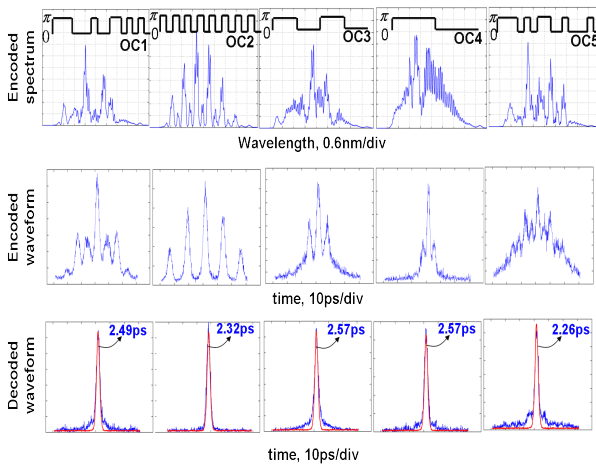 π
0
OC1
π
0
OC2
π
0
OC3
π
0
OC4
π
0
OC5
Encoded
spectrum
Wavelength, 0.6nm/div
Encoded
waveform
time, 10ps/div
2.49ps
2.32ps
2.57ps
2.57ps
2.26ps
Decoded
waveform
time, 10ps/div